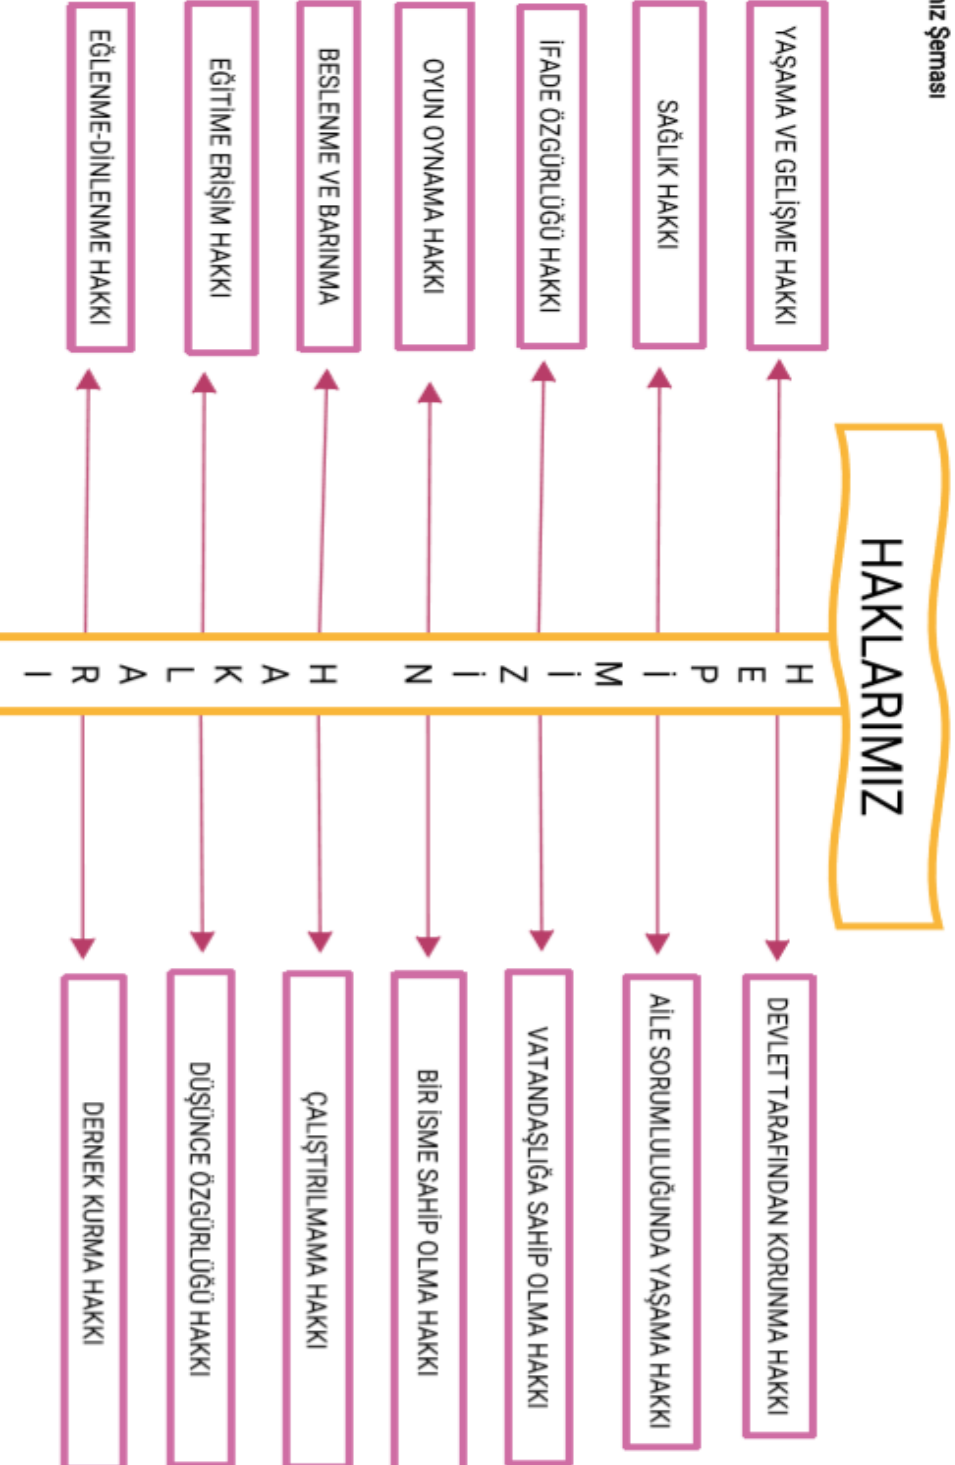 Şeması
HAKLARIMIZ
YAŞAMA VE GELİŞME HAKKI
SAĞLIK HAKKI
İFADE ÖZGÜRLÜĞÜ HAKKI
OYUN OYNAMA HAKKI
BESLENME VE BARINMA
EĞİTİME ERİŞİM HAKKI
EĞLENME-DİNLENME HAKKI
HEPİMİZİN HAKLARI
DEVLET TARAFINDAN KORUNMA HAKKI
AİLE SORUMLULUĞUNDA YAŞAMA HAKKI
VATANDAŞLIĞA SAHİP OLMA HAKKI
BİR İSME SAHİP OLMA HAKKI
ÇALIŞTIRILMAMA HAKKI
DÜŞÜNCE ÖZGÜRLÜĞÜ HAKKI
DERNEK KURMA HAKKI